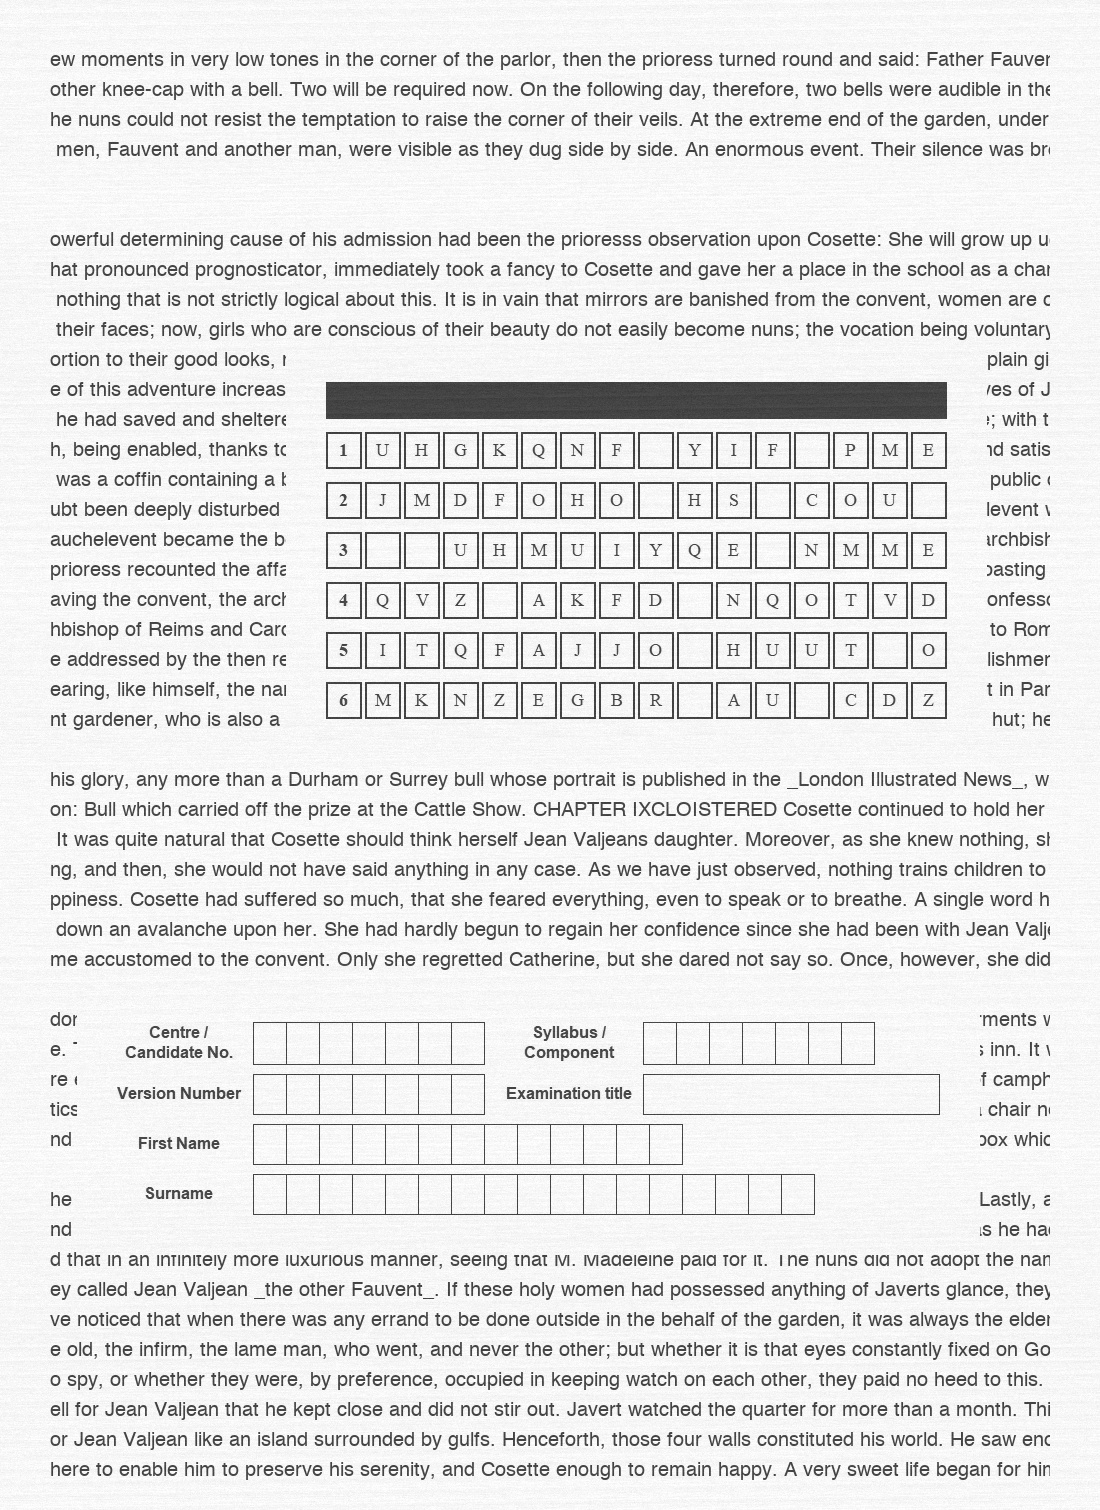 ew moments in very low tones in the corner of the parlor, then the prioress turned round and said: Father Fauver
other knee-cap with a bell. Two will be required now. On the following day, therefore, two bells were audible in the
he nuns could not resist the temptation to raise the corner of their veils. At the extreme end of the garden, under
men, Fauvent and another man, were visible as they dug side by side. An enormous event. Their silence was bro
owerful determining cause of his admission had been the prioresss observation upon Cosette: She will grow up u
hat pronounced prognosticator, immediately took a fancy to Cosette and gave her a place in the school as a char
nothing that is not strictly logical about this. It is in vain that mirrors are banished from the convent, women are c
their faces; now, girls who are conscious of their beauty do not easily become nuns; the vocation being voluntary
ortion to their good looks, plain gi
e of this adventure increas ves of J
he had saved and sheltere ; with t
h, being enabled, thanks to nd satis
1 U H G K Q N F Y I F P M E
was a coffin containing a b public
ubt been deeply disturbed levent w
2 J M D F O H O H S C O U
auchelevent became the b archbish
3 U H M U I Y Q E N M M E
prioress recounted the affa oasting
aving the convent, the arch onfesso
4 Q V Z A K F D N Q O T V D
hbishop of Reims and Card to Rom
5 I T Q F A J J O H U U T O
e addressed by the then re lishmen
earing, like himself, the nam t in Par
6 M K N Z E G B R A U C D Z
nt gardener, who is also a hut; he
his glory, any more than a Durham or Surrey bull whose portrait is published in the _London Illustrated News_, w
on: Bull which carried off the prize at the Cattle Show. CHAPTER IXCLOISTERED Cosette continued to hold her
It was quite natural that Cosette should think herself Jean Valjeans daughter. Moreover, as she knew nothing, sh
ng, and then, she would not have said anything in any case. As we have just observed, nothing trains children to
ppiness. Cosette had suffered so much, that she feared everything, even to speak or to breathe. A single word h
down an avalanche upon her. She had hardly begun to regain her confidence since she had been with Jean Valje
me accustomed to the convent. Only she regretted Catherine, but she dared not say so. Once, however, she did
don rments w
Centre / Syllabus /
Candidate No. Component
e. s inn. It w
re f camph
Version Number Examination title
tics chair ne
nd box whic
First Name
Surname
he Lastly, a
nd as he had
d that in an infinitely more luxurious manner, seeing that M. Madeleine paid for it. The nuns did not adopt the nam
ey called Jean Valjean _the other Fauvent_. If these holy women had possessed anything of Javerts glance, they
ve noticed that when there was any errand to be done outside in the behalf of the garden, it was always the elder
e old, the infirm, the lame man, who went, and never the other; but whether it is that eyes constantly fixed on Go
o spy, or whether they were, by preference, occupied in keeping watch on each other, they paid no heed to this.
ell for Jean Valjean that he kept close and did not stir out. Javert watched the quarter for more than a month. Thi
or Jean Valjean like an island surrounded by gulfs. Henceforth, those four walls constituted his world. He saw eno
here to enable him to preserve his serenity, and Cosette enough to remain happy. A very sweet life began for him